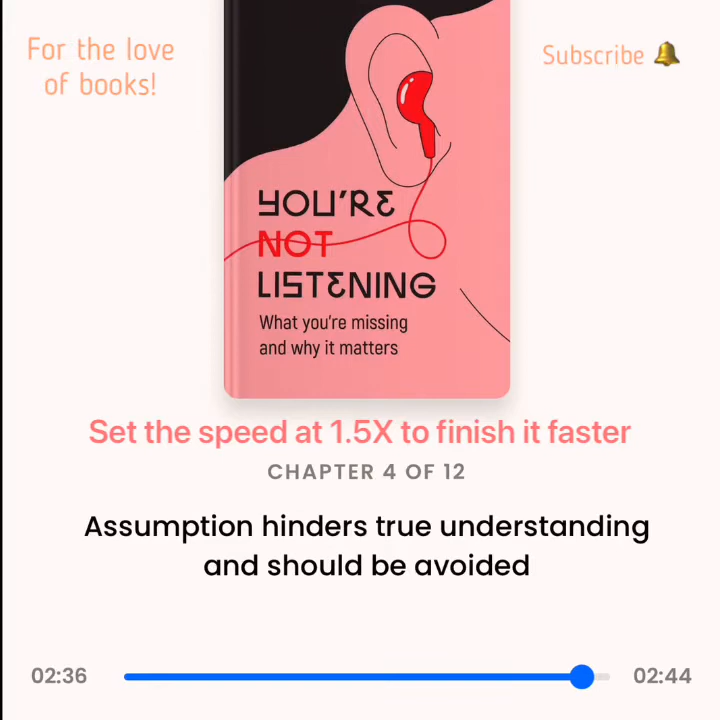 For the love
of books!
Subscribe 🔔
YOU'RE
NOT
LISTENING
What you're missing
and why it matters
Set the speed at 1.5X to finish it faster
CHAPTER 4 OF 12
Assumption hinders true understanding
and should be avoided
02:36
02:44